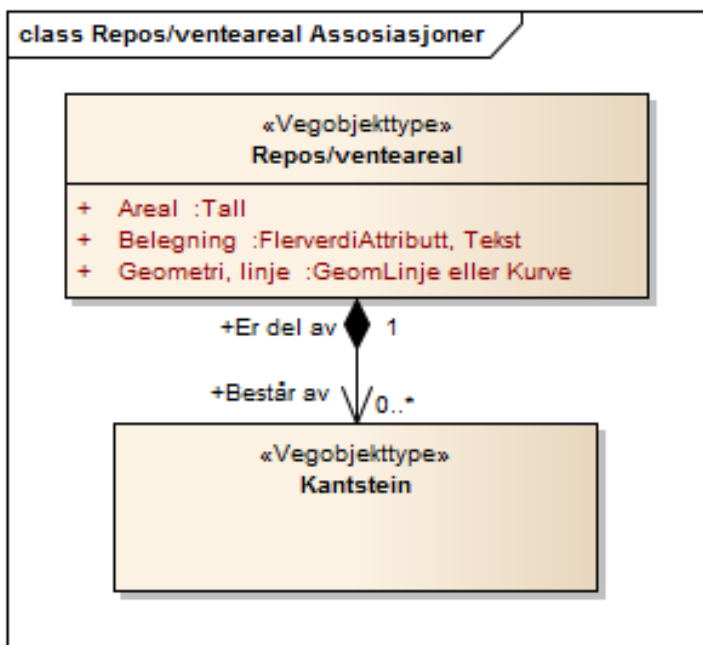 class Repos/venteareal Assosiasjoner
«Vegobjekttype»
Repos/venteareal
+ Areal :Tall
+ Belegning :FlerverdiAttributt, Tekst
+ Geometri, linje :GeomLinje eller Kurve
+Er del av 1
+Består av 0..*
«Vegobjekttype»
Kantstein